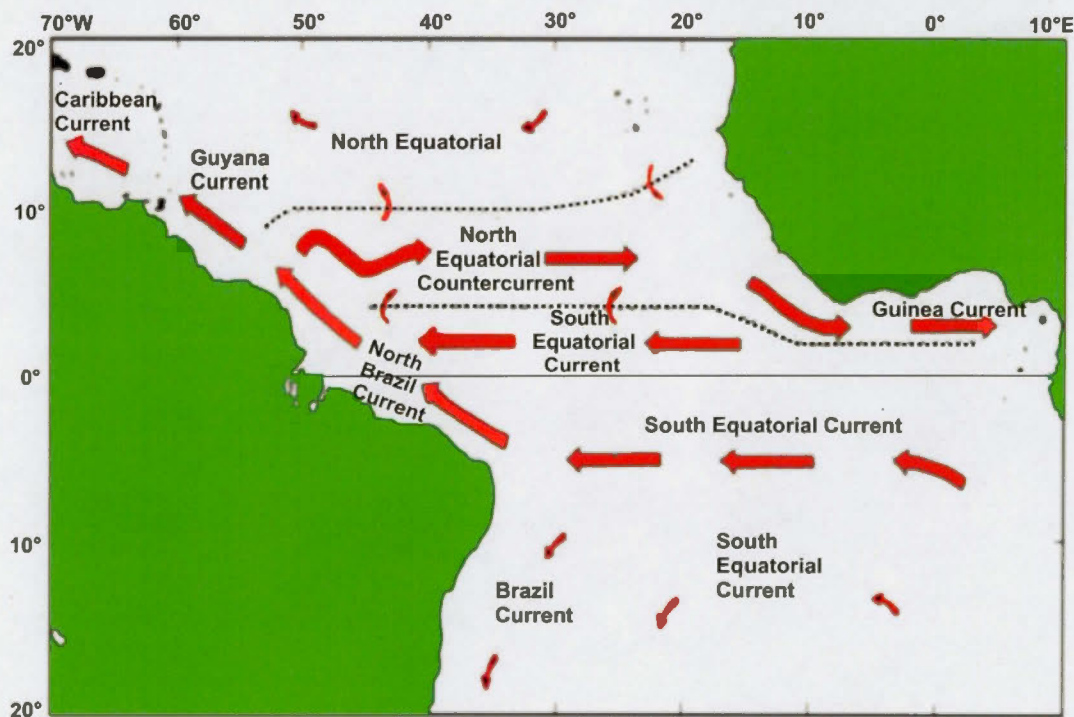 70°W 60° 50° 40° 30° 20° 10° 0° 10°E
20°
Caribbean
Current
North Equatorial
Guyana
Current
10°
North
Equatorial
Countercurrent
Guinea Current
South
Equatorial
Current
North
Brazil
Current
0°
South Equatorial Current
10°
South
Equatorial
Current
Brazil
Current
20°